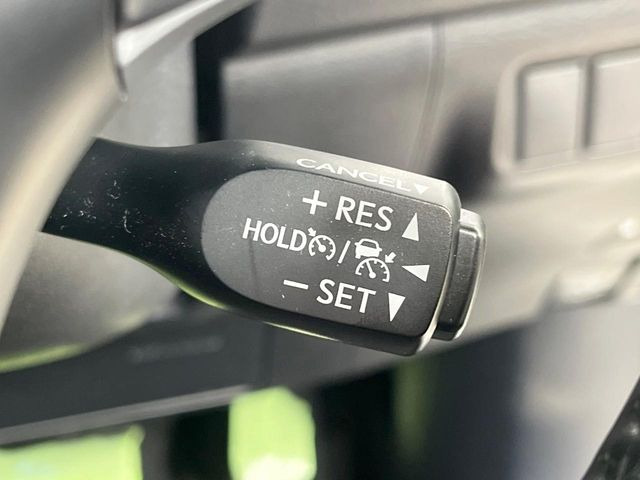 CANCEL
+ RES
HOLD /
− SET